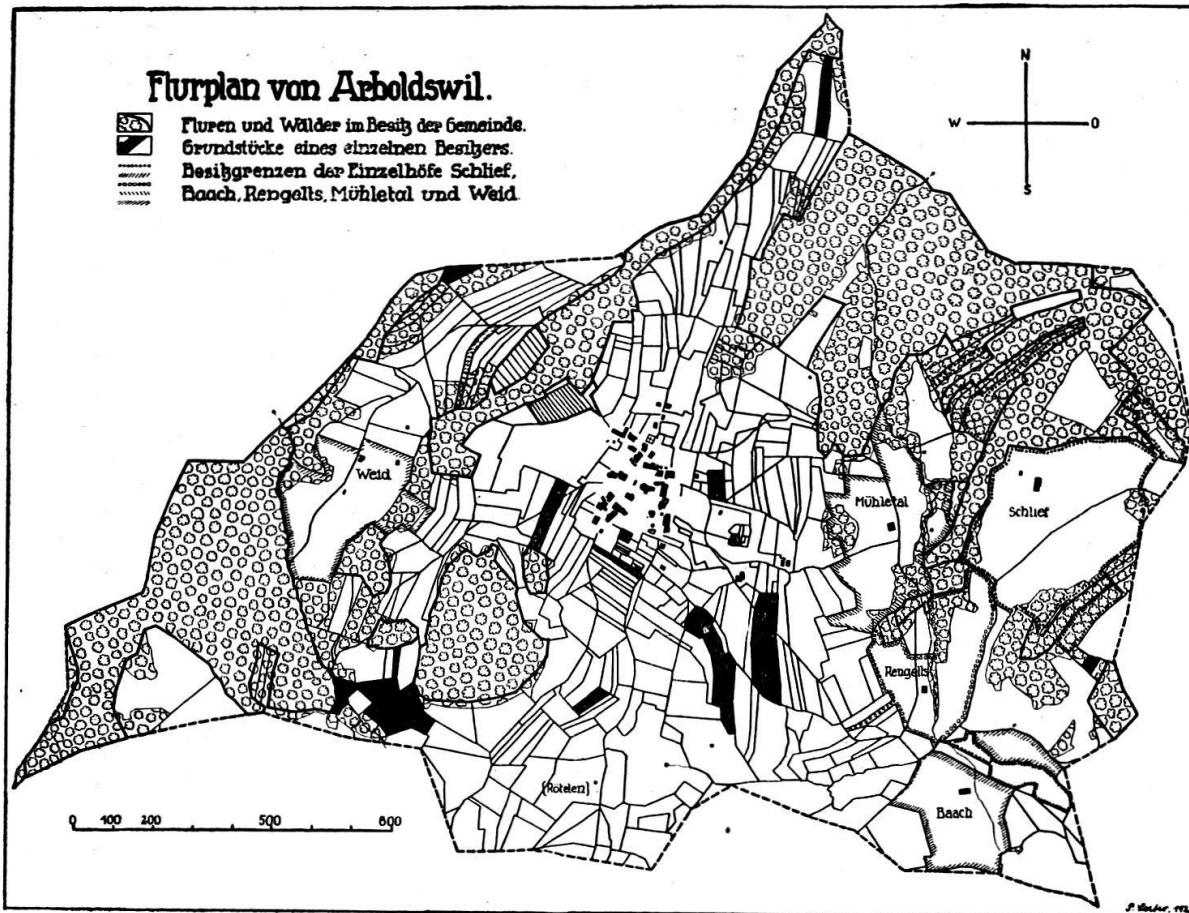 Flurplan von Arboldswil.
Fluren und Wälder im Besitz der Gemeinde.
Grundstücke eines einzelnen Besitzers.
Besitzgrenzen der Einzelhöfe Schlief,
Baach, Rengelts, Mühletal und Weid.
N
W O
S
Weid
Mühletal
Schlief
Rengelts
(Rötelen)
Baach
0 100 200 500 800